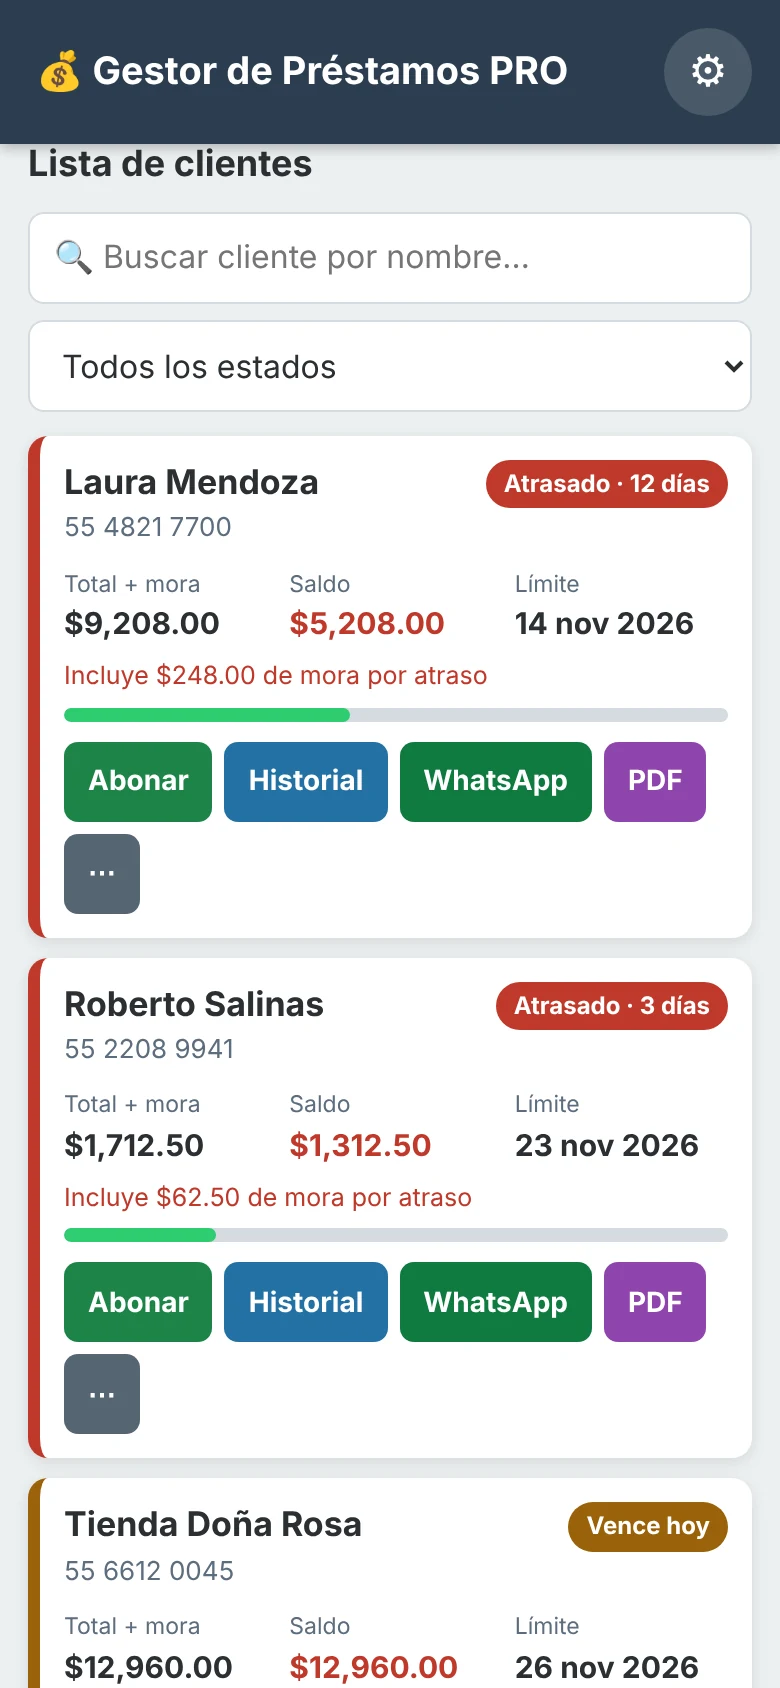 💰 Gestor de Préstamos PRO ⚙
Lista de clientes
🔍 Buscar cliente por nombre...
Todos los estados
Laura Mendoza
Atrasado · 12 días
55 4821 7700
Total + mora Saldo Límite
$9,208.00 $5,208.00 14 nov 2026
Incluye $248.00 de mora por atraso
Abonar Historial WhatsApp PDF
...
Roberto Salinas
Atrasado · 3 días
55 2208 9941
Total + mora Saldo Límite
$1,712.50 $1,312.50 23 nov 2026
Incluye $62.50 de mora por atraso
Abonar Historial WhatsApp PDF
...
Tienda Doña Rosa
Vence hoy
55 6612 0045
Total + mora Saldo Límite
$12,960.00 $12,960.00 26 nov 2026